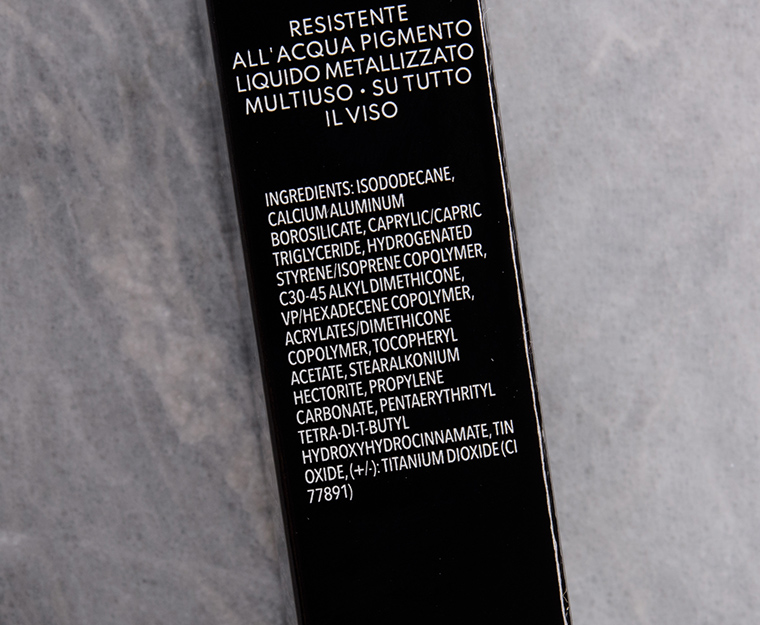 RESISTENTE
ALL'ACQUA PIGMENTO
LIQUIDO METALLIZZATO
MULTIUSO • SU TUTTO
IL VISO
INGREDIENTS: ISODODECANE,
CALCIUM ALUMINUM
BOROSILICATE, CAPRYLIC/CAPRIC
TRIGLYCERIDE, HYDROGENATED
STYRENE/ISOPRENE COPOLYMER,
C30-45 ALKYL DIMETHICONE,
VP/HEXADECENE COPOLYMER,
ACRYLATES/DIMETHICONE
COPOLYMER, TOCOPHERYL
ACETATE, STEARALKONIUM
HECTORITE, PROPYLENE
CARBONATE, PENTAERYTHRITYL
TETRA-DI-T-BUTYL
HYDROXYHYDROCINNAMATE, TIN
OXIDE, (+/-): TITANIUM DIOXIDE (CI
77891)